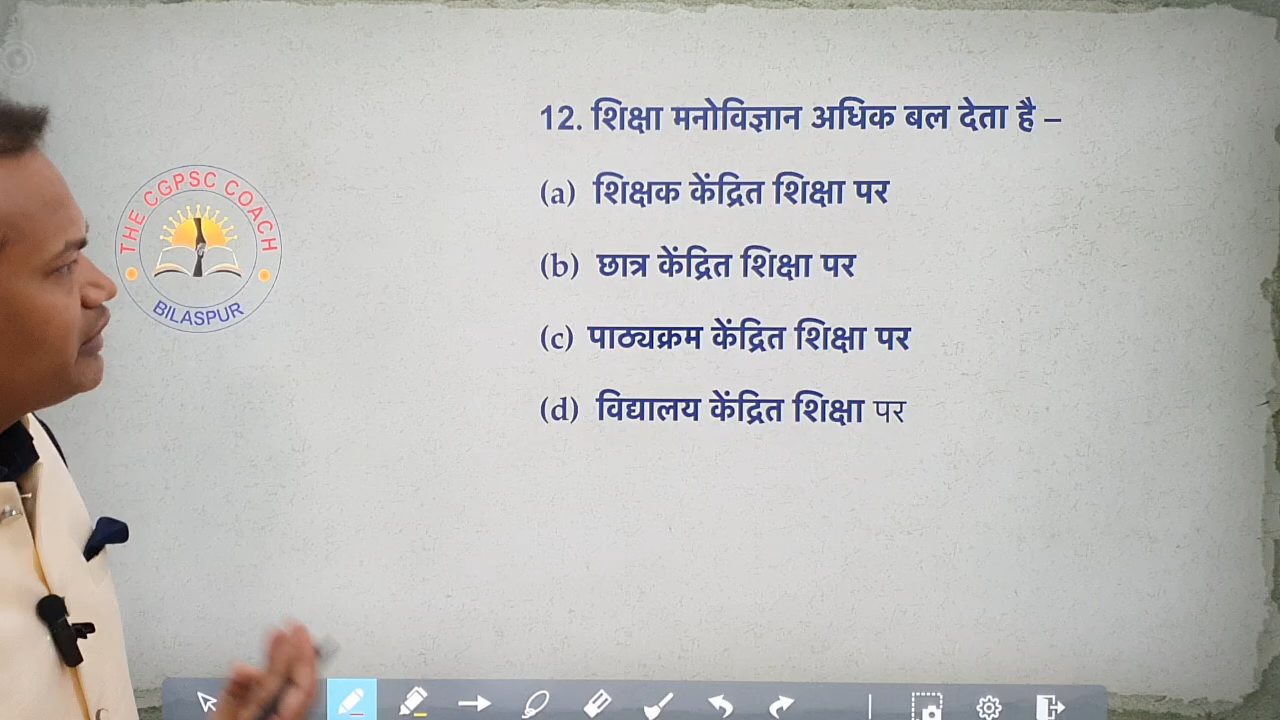 THE CGPSC COACH
BILASPUR
12. शिक्षा मनोविज्ञान अधिक बल देता है –
(a) शिक्षक केंद्रित शिक्षा पर
(b) छात्र केंद्रित शिक्षा पर
(c) पाठ्यक्रम केंद्रित शिक्षा पर
(d) विद्यालय केंद्रित शिक्षा पर